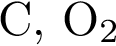 C, O₂